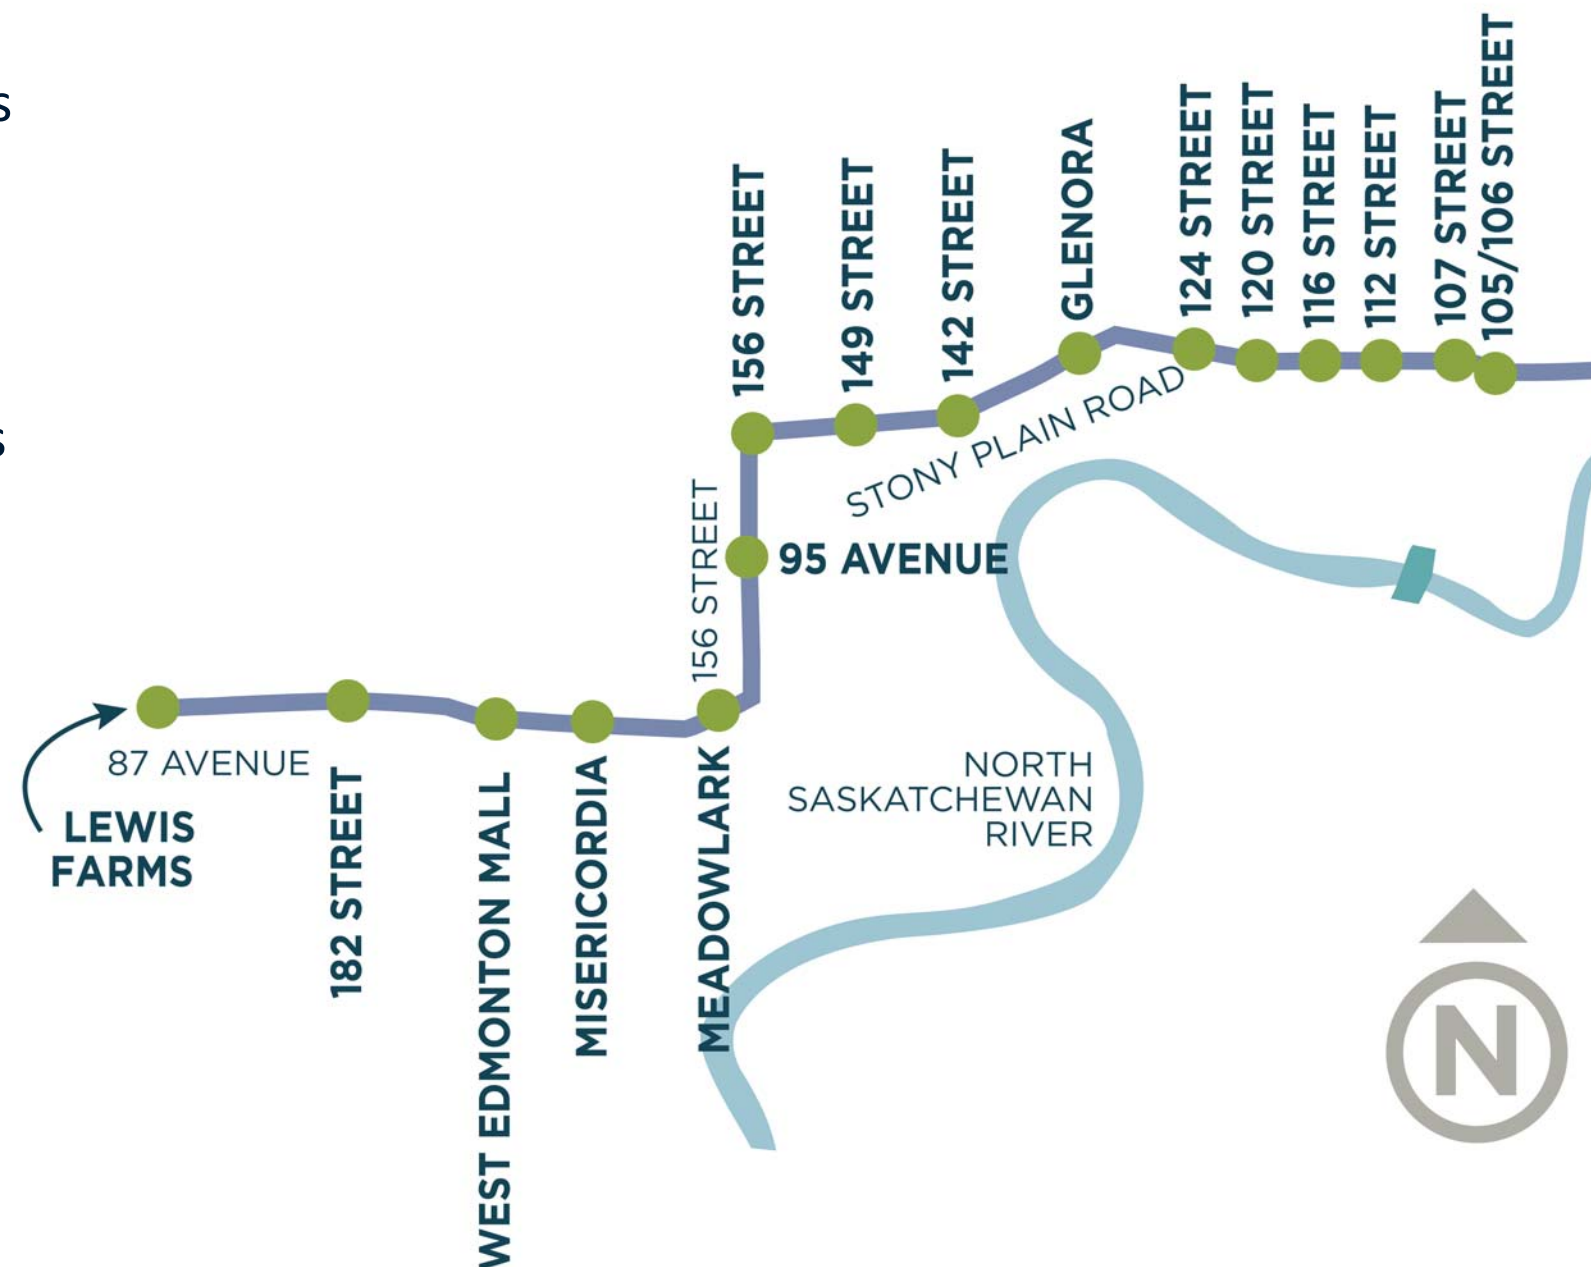 s
s
156 STREET
149 STREET
142 STREET
GLENORA
124 STREET
120 STREET
116 STREET
112 STREET
107 STREET
105/106 STREET
STONY PLAIN ROAD
156 STREET
95 AVENUE
87 AVENUE
LEWIS
FARMS
182 STREET
WEST EDMONTON MALL
MISERICORDIA
MEADOWLARK
NORTH
SASKATCHEWAN
RIVER
N